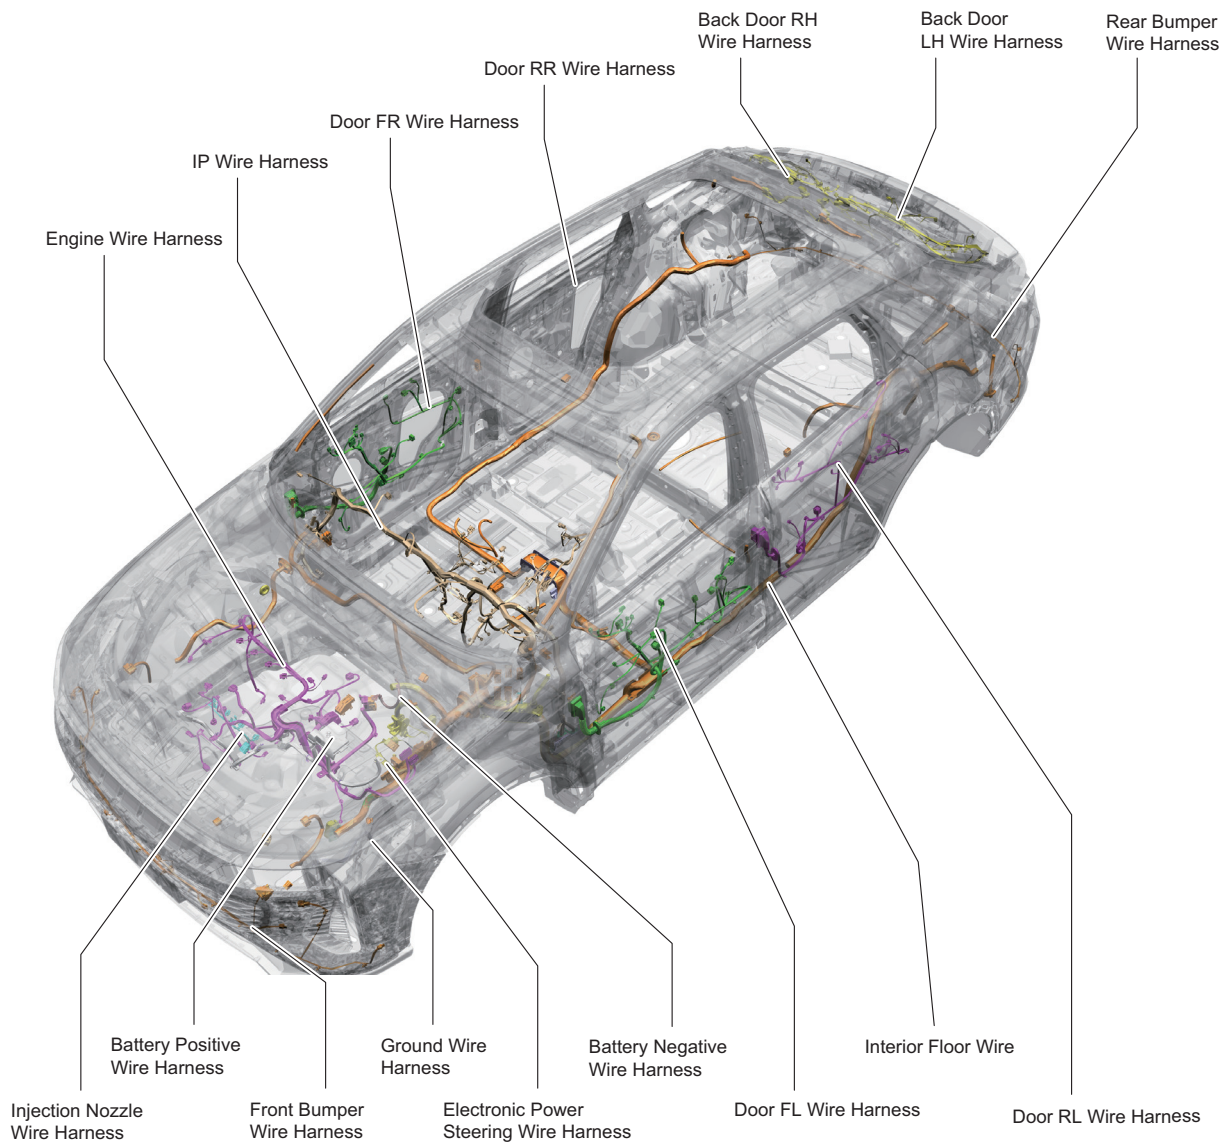 Back Door RH
Wire Harness
Back Door
LH Wire Harness
Rear Bumper
Wire Harness
Door RR Wire Harness
Door FR Wire Harness
IP Wire Harness
Engine Wire Harness
Battery Positive
Wire Harness
Ground Wire
Harness
Battery Negative
Wire Harness
Interior Floor Wire
Injection Nozzle
Wire Harness
Front Bumper
Wire Harness
Electronic Power
Steering Wire Harness
Door FL Wire Harness
Door RL Wire Harness